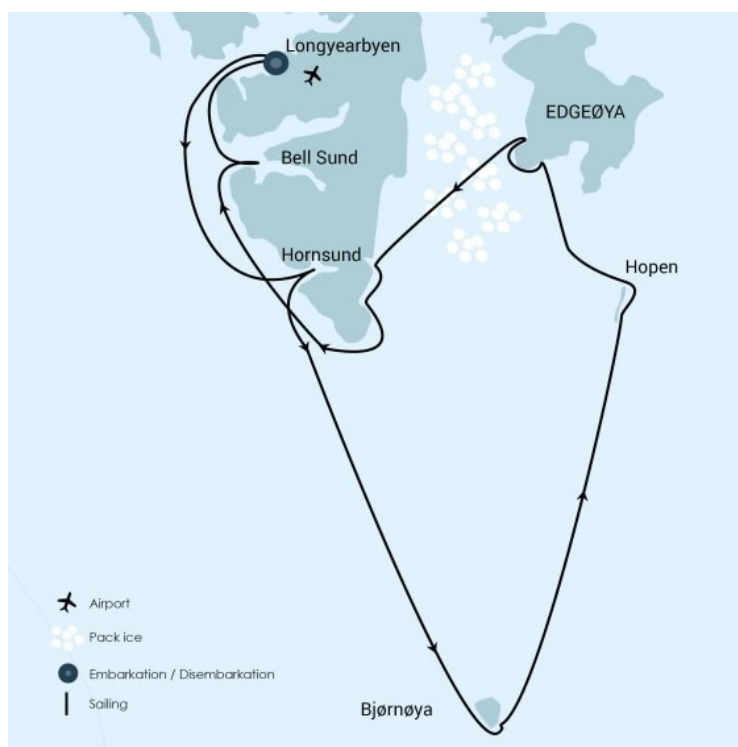 Longyearbyen
EDGEØYA
Bell Sund
Hornsund
Hopen
Bjørnøya
Airport
Pack ice
Embarkation / Disembarkation
Sailing